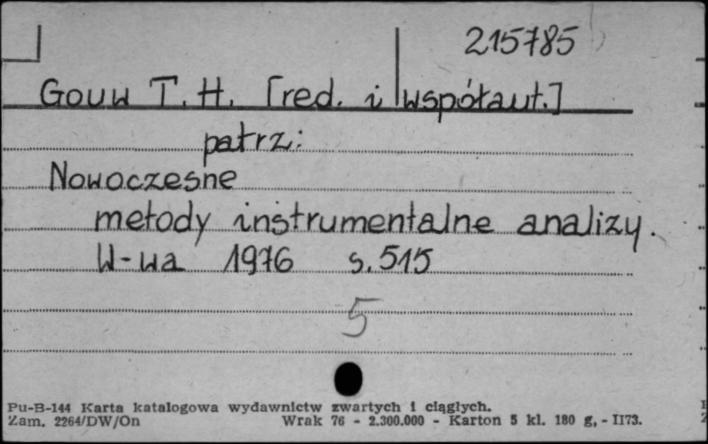 215785
Gouw T. H. [red. i współaut.]
patrz:
Nowoczesne
metody instrumentalne analizy.
W-wa 1976 s. 515
5
Pu-B-144 Karta katalogowa wydawnictw zwartych i ciągłych.
Zam. 2264/DW/On Wrak 76 - 2.300.000 - Karton 5 kl. 180 g, - II73.